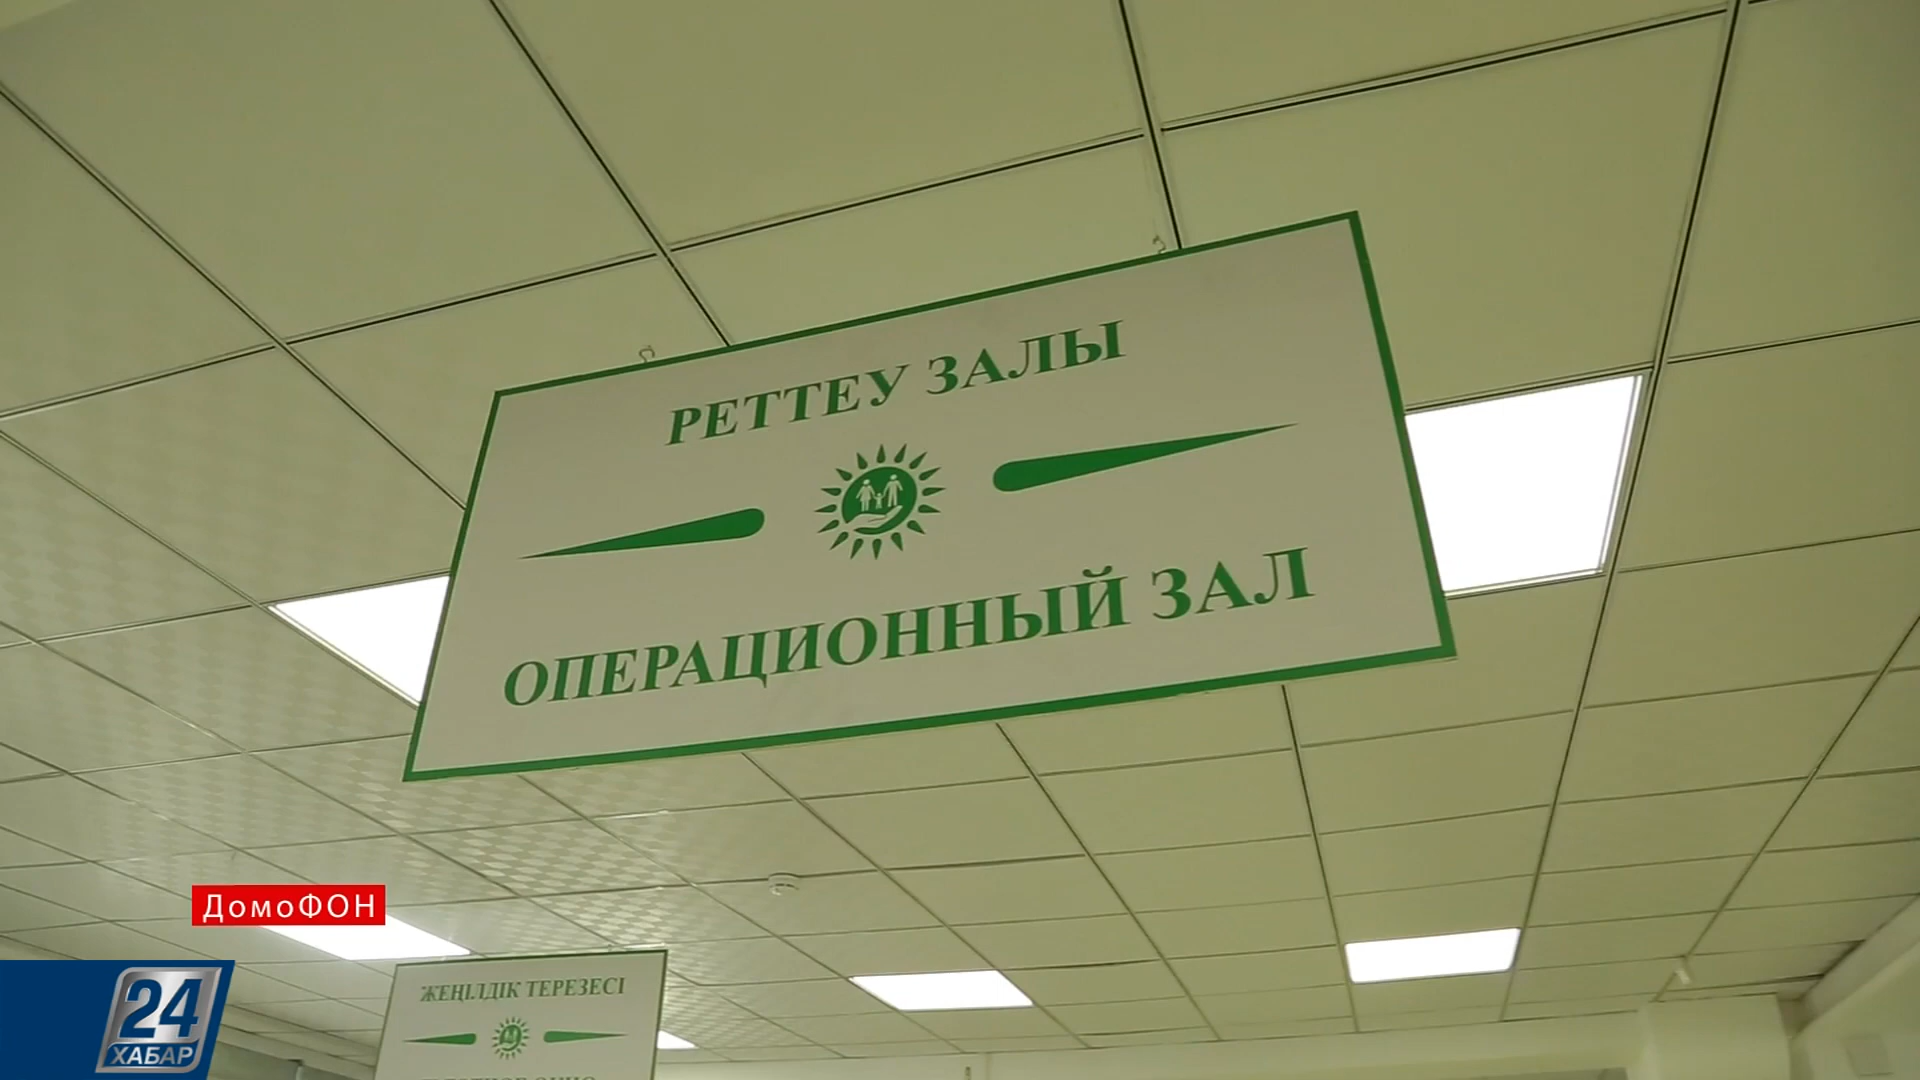 РЕТТЕУ ЗАЛЫ
ОПЕРАЦИОННЫЙ ЗАЛ
ДомоФОН
ЖЕҢІЛДІК ТЕРЕЗЕСІ
24
ХАБАР